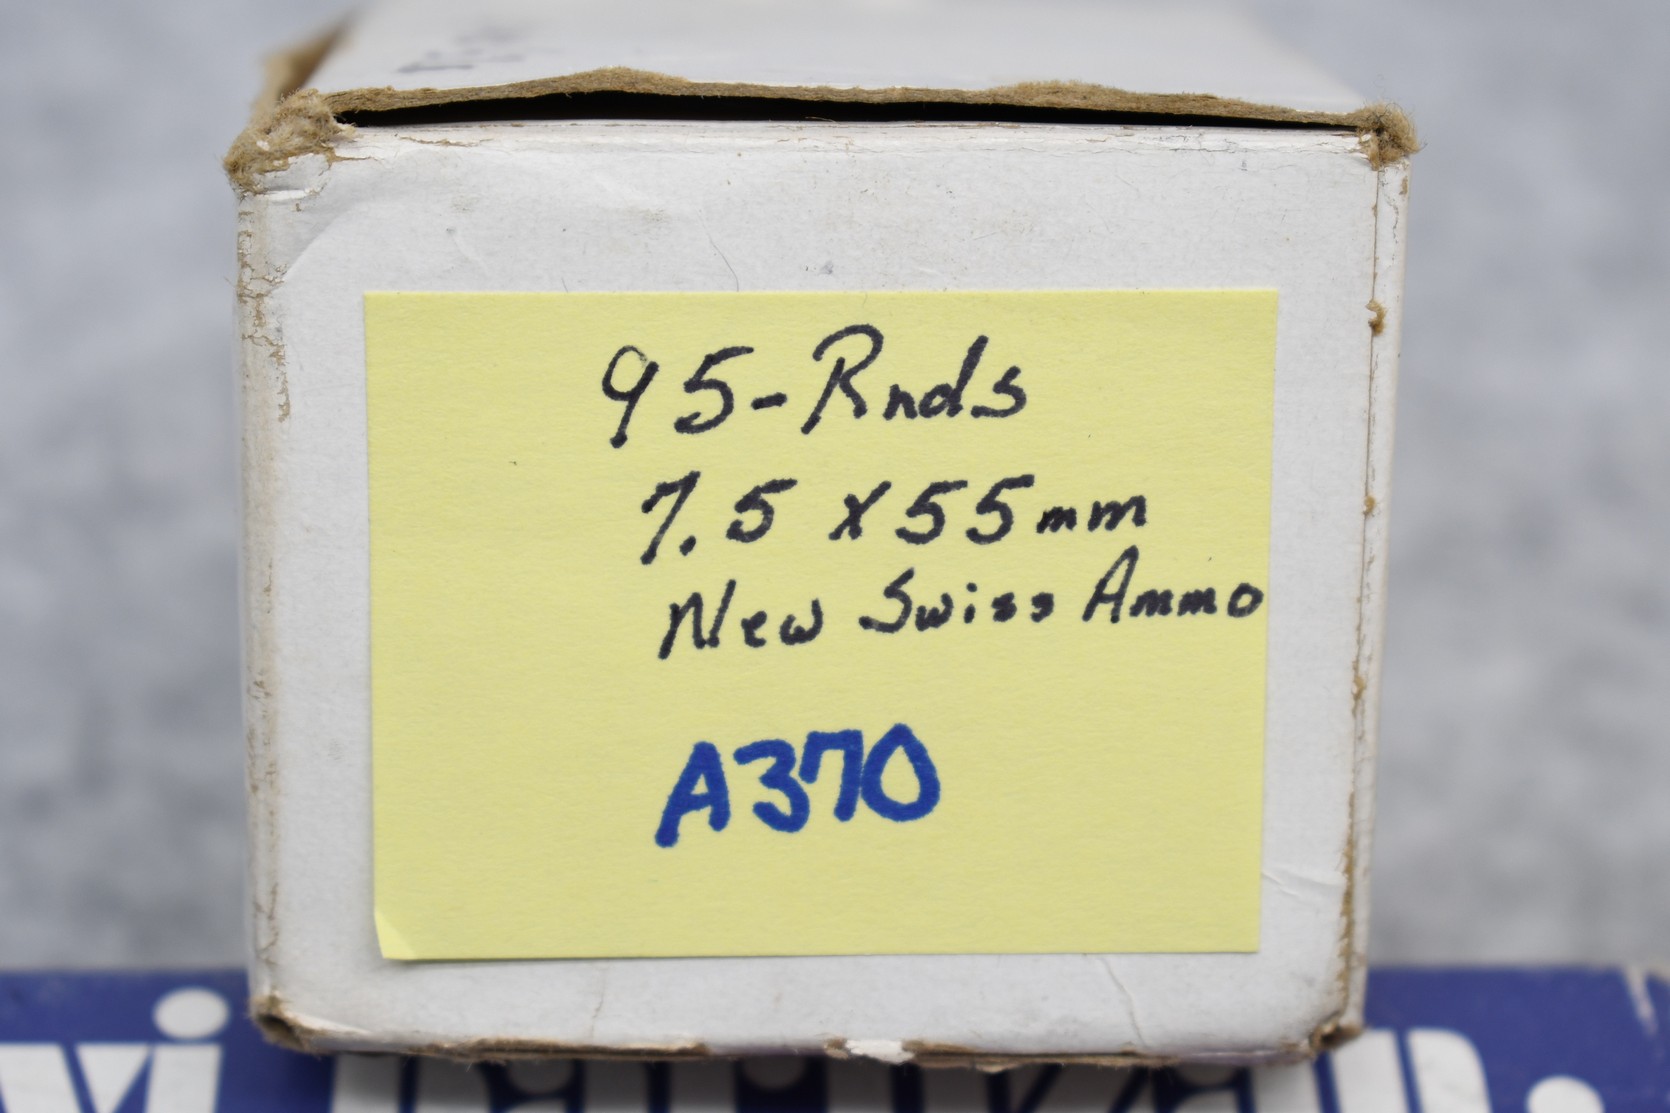 95-Rnds
7.5 x 55mm
New Swiss Ammo
A370